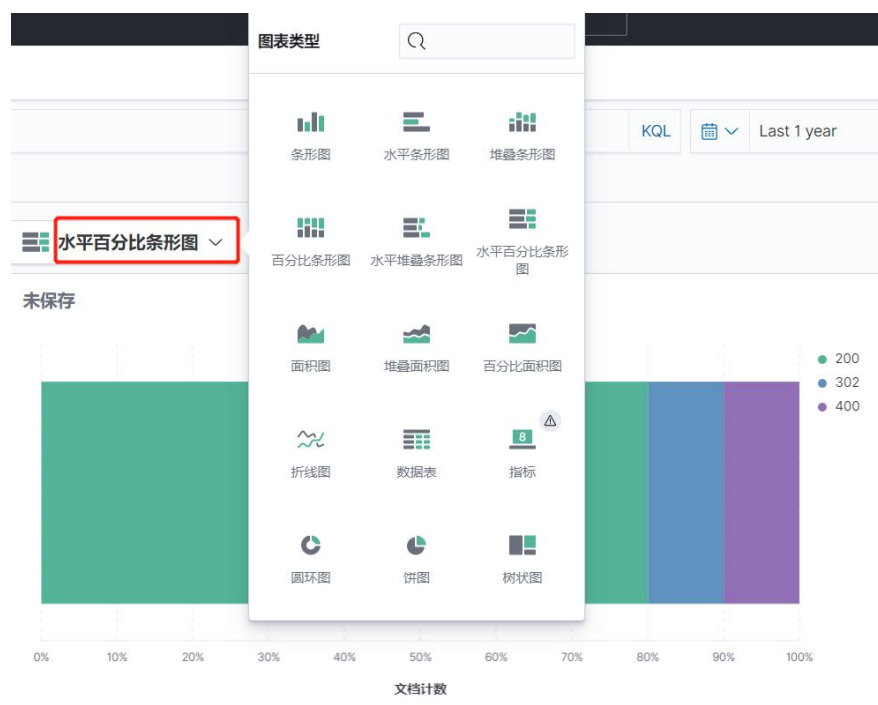 图表类型
KQL
Last 1 year
条形图
水平条形图
堆叠条形图
水平百分比条形图
百分比条形图
水平堆叠条形图
水平百分比条形
图
未保存
面积图
堆叠面积图
百分比面积图
200
302
400
8
折线图
数据表
指标
圆环图
饼图
树状图
0%
10%
20%
30%
40%
50%
60%
70%
80%
90%
100%
文档计数